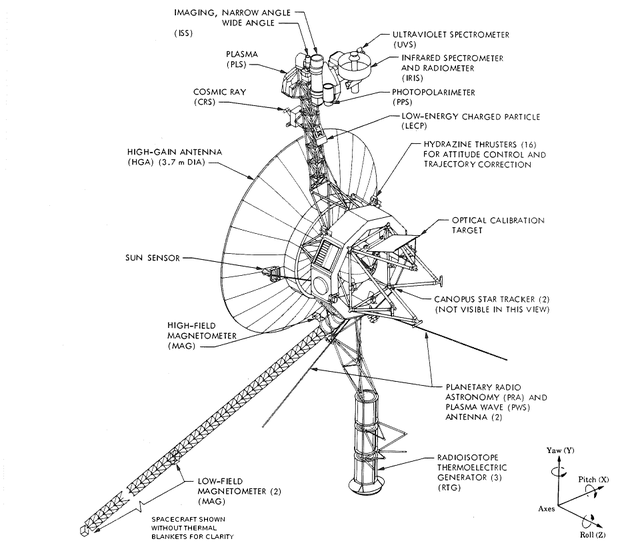 IMAGING, NARROW ANGLE
WIDE ANGLE
(ISS)
PLASMA
(PLS)
COSMIC RAY
(CRS)
HIGH-GAIN ANTENNA
(HGA) (3.7 m DIA)
SUN SENSOR
HIGH-FIELD
MAGNETOMETER
(MAG)
LOW-FIELD
MAGNETOMETER (2)
(MAG)
SPACECRAFT SHOWN
WITHOUT THERMAL
BLANKETS FOR CLARITY
ULTRAVIOLET SPECTROMETER
(UVS)
INFRARED SPECTROMETER
AND RADIOMETER
(IRIS)
PHOTOPOLARIMETER
(PPS)
LOW-ENERGY CHARGED PARTICLE
(LECP)
HYDRAZINE THRUSTERS (16)
FOR ATTITUDE CONTROL AND
TRAJECTORY CORRECTION
OPTICAL CALIBRATION
TARGET
CANOPUS STAR TRACKER (2)
(NOT VISIBLE IN THIS VIEW)
PLANETARY RADIO
ASTRONOMY (PRA) AND
PLASMA WAVE (PWS)
ANTENNA (2)
RADIOISOTOPE
THERMOELECTRIC
GENERATOR (3)
(RTG)
Yaw (Y)
Pitch (X)
Axes
Roll (Z)